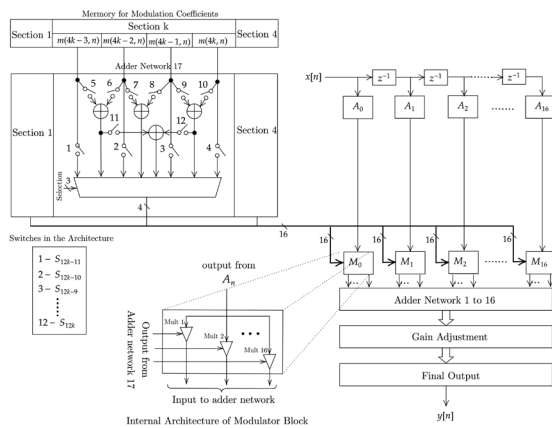 Mermory for Modulation Coefficients
Section 1
Section k
Section 4
m(4k−3, n) m(4k−2, n) m(4k−1, n) m(4k, n)
Adder Network 17
5 6 7 8 9 10
11 12
1 2 3 4
Section 1
Section 4
Selection
3
4
16
Switches in the Architecture
1 − S12k−11
2 − S12k−10
3 − S12k−9
12 − S12k
x[n]
z⁻¹ z⁻¹ z⁻¹
A0 A1 A2 A16
16 16 16 16
M0 M1 M2 M16
Adder Network 1 to 16
Gain Adjustment
Final Output
y[n]
output from
An
Output from
Adder network 17
Mult 1
Mult 2
Mult 16
Input to adder network
Internal Architecture of Modulator Block